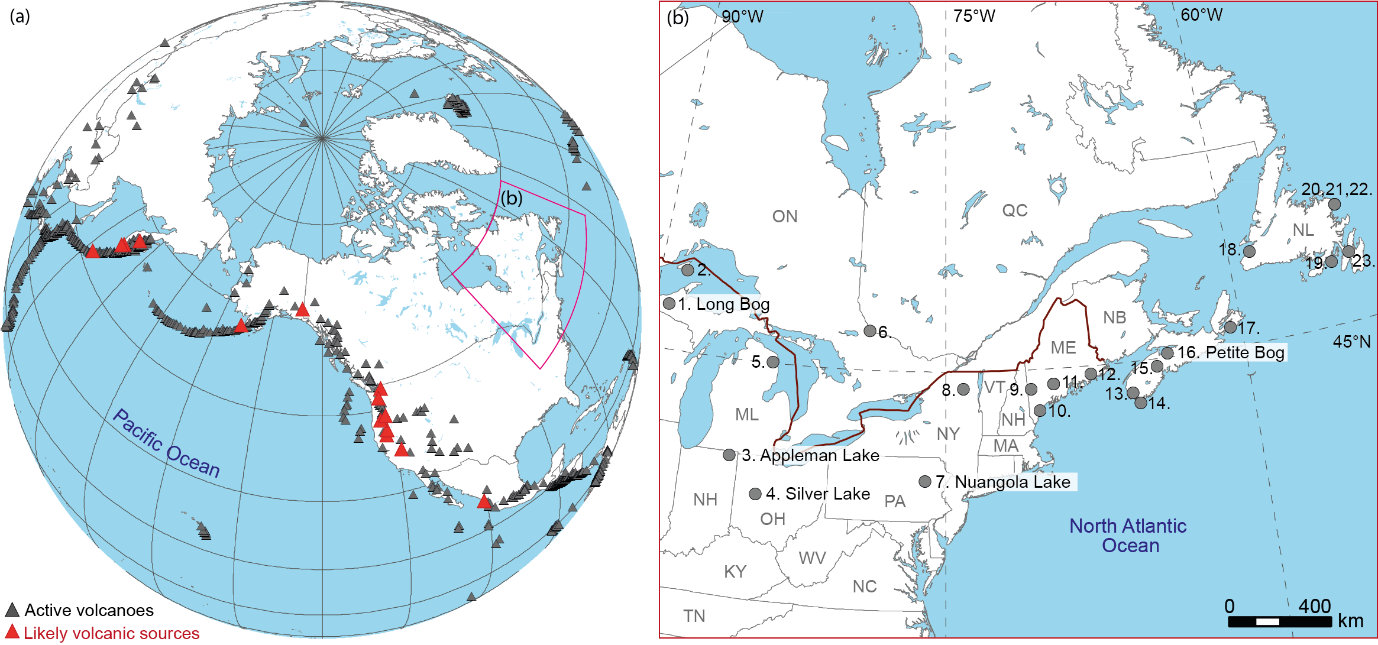 (a)
(b)
Pacific Ocean
Active volcanoes
Likely volcanic sources
(b)
90°W
75°W
60°W
ON
QC
20,21,22.
NL
18.
19.
23.
2.
1. Long Bog
6.
NB
17.
45°N
ME
16. Petite Bog
5.
15.
12.
11.
VT
9.
8.
13.
14.
10.
ML
NH
NY
MA
3. Appleman Lake
7. Nuangola Lake
4. Silver Lake
NH
PA
OH
North Atlantic
Ocean
WV
KY
NC
TN
0 400
km